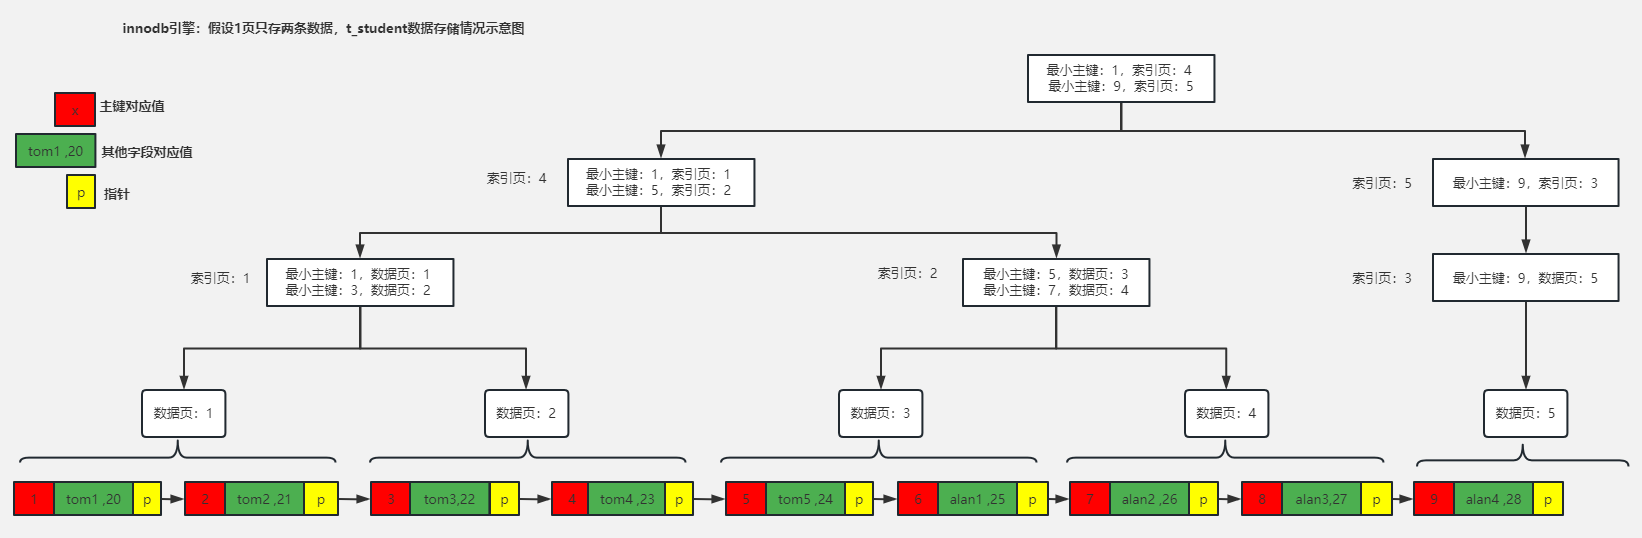 innodb引擎：假设1页只存两条数据，t_student数据存储情况示意图
x
主键对应值
tom1 ,20
其他字段对应值
p
指针
最小主键：1，索引页：4
最小主键：9，索引页：5
索引页：4
最小主键：1，索引页：1
最小主键：5，索引页：2
索引页：5
最小主键：9，索引页：3
索引页：1
最小主键：1，数据页：1
最小主键：3，数据页：2
索引页：2
最小主键：5，数据页：3
最小主键：7，数据页：4
索引页：3
最小主键：9，数据页：5
数据页：1
数据页：2
数据页：3
数据页：4
数据页：5
1 tom1 ,20 p
2 tom2 ,21 p
3 tom3,22 p
4 tom4 ,23 p
5 tom5 ,24 p
6 alan1 ,25 p
7 alan2 ,26 p
8 alan3,27 p
9 alan4 ,28 p